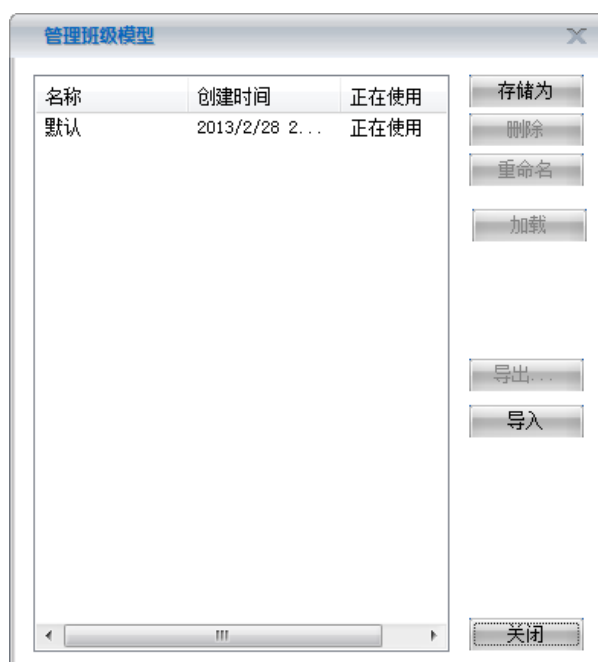 管理班级模型
名称 创建时间 正在使用
默认 2013/2/28 2... 正在使用
存储为
删除
重命名
加载
导出...
导入
关闭